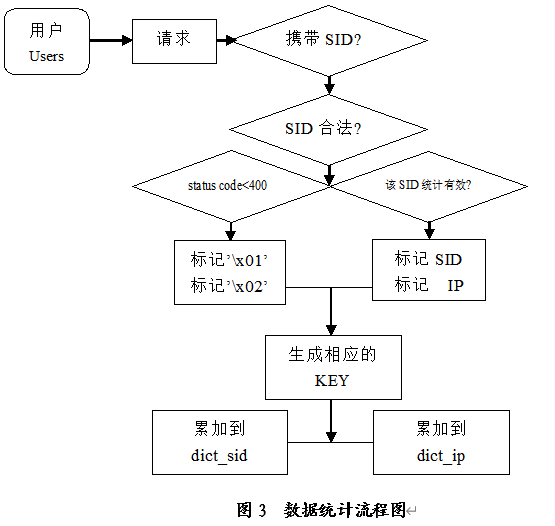 用户
Users
请求
携带 SID?
SID 合法?
status code<400
该 SID 统计有效?
标记’\x01’
标记’\x02’
标记 SID
标记 IP
生成相应的
KEY
累加到
dict_sid
累加到
dict_ip
图 3 数据统计流程图